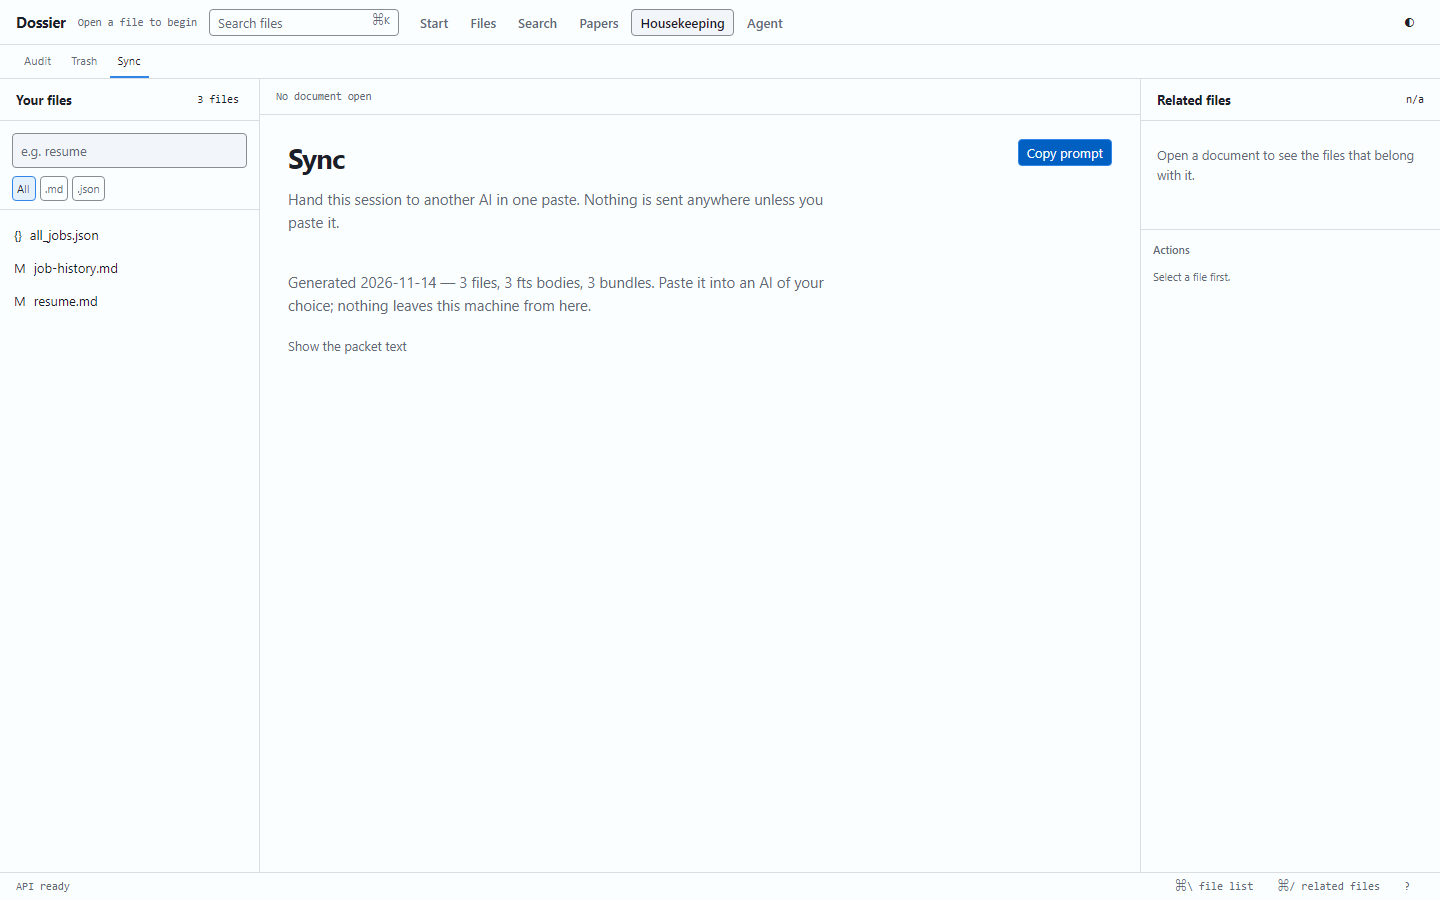 Dossier
Open a file to begin
Search files
⌘K
Start
Files
Search
Papers
Housekeeping
Agent
Audit
Trash
Sync
Your files
3 files
e.g. resume
All
.md
.json
{} all_jobs.json
M job-history.md
M resume.md
No document open
Sync
Copy prompt
Hand this session to another AI in one paste. Nothing is sent anywhere unless you
paste it.
Generated 2026-11-14 — 3 files, 3 fts bodies, 3 bundles. Paste it into an AI of your
choice; nothing leaves this machine from here.
Show the packet text
Related files
n/a
Open a document to see the files that belong
with it.
Actions
Select a file first.
API ready
⌘\ file list
⌘/ related files
?